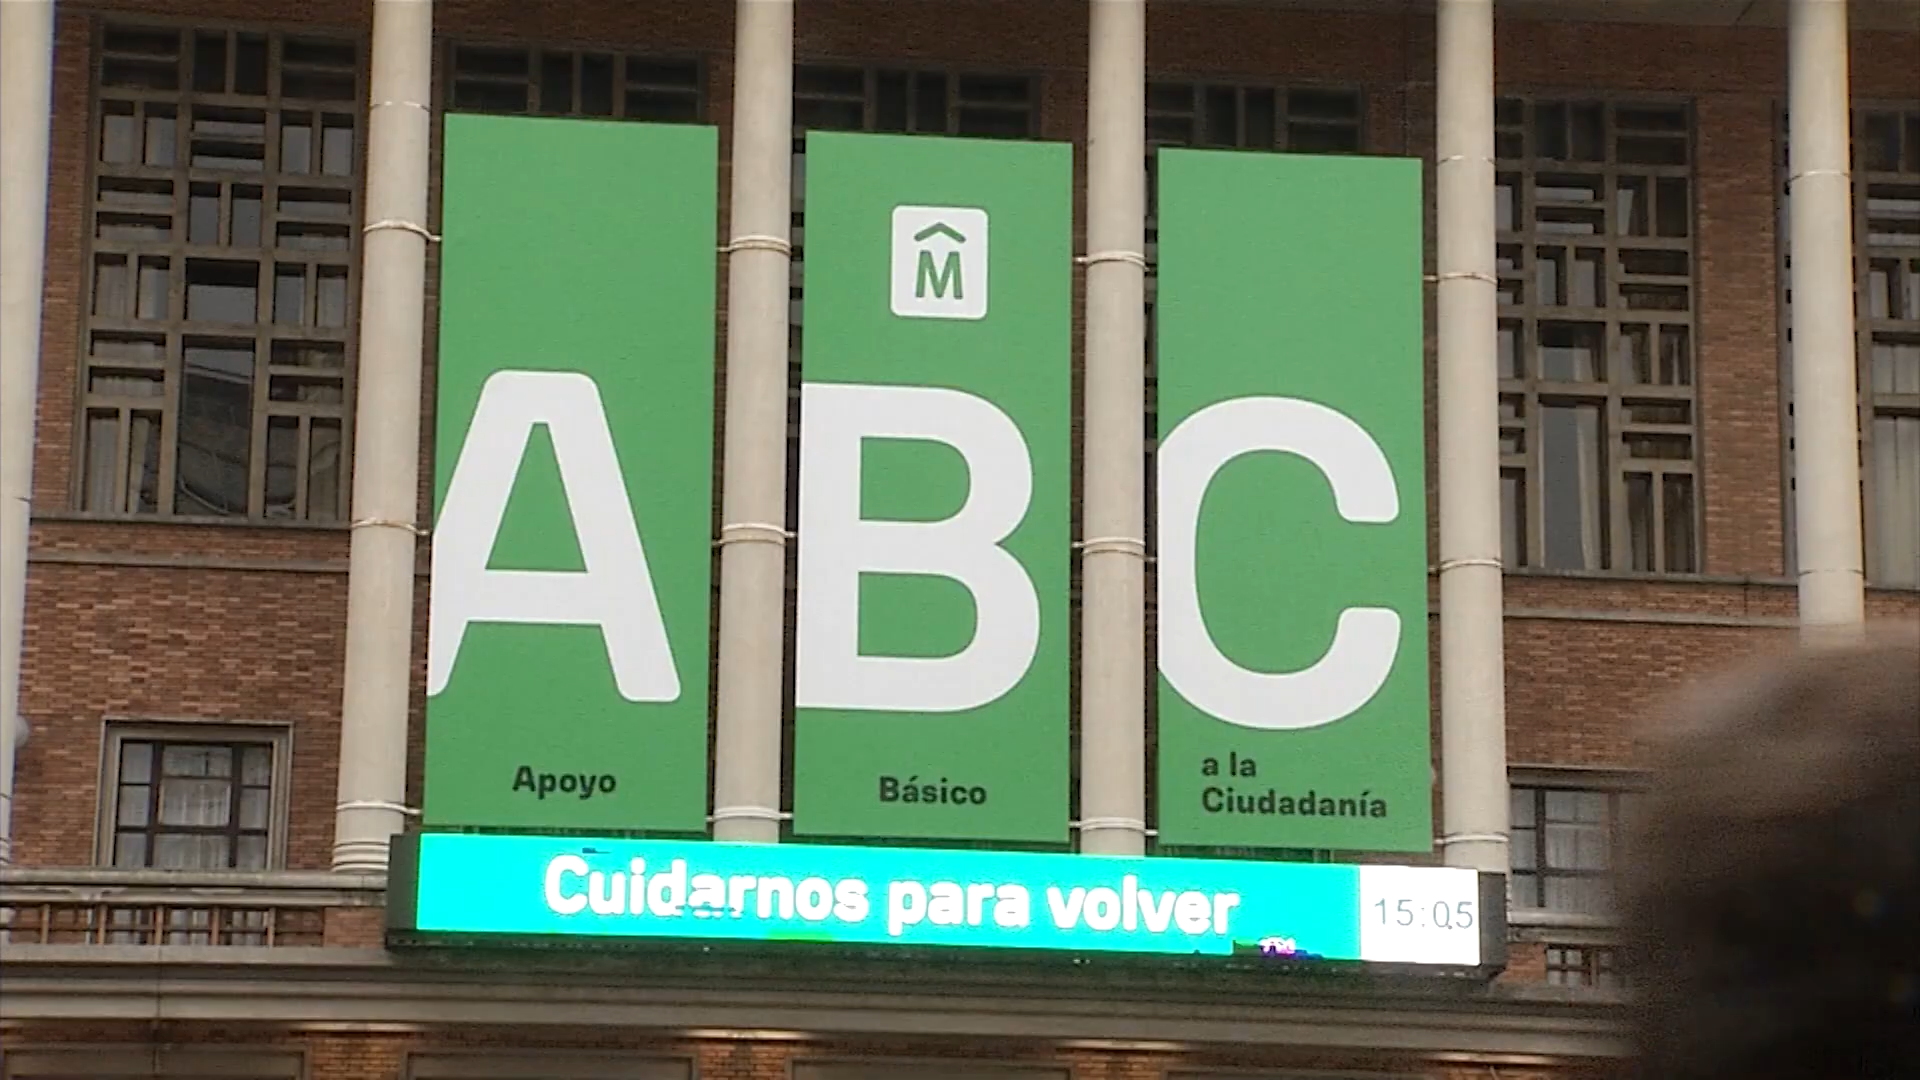 M
A B C
Apoyo
Básico
a la
Ciudadanía
Cuidarnos para volver
15:05